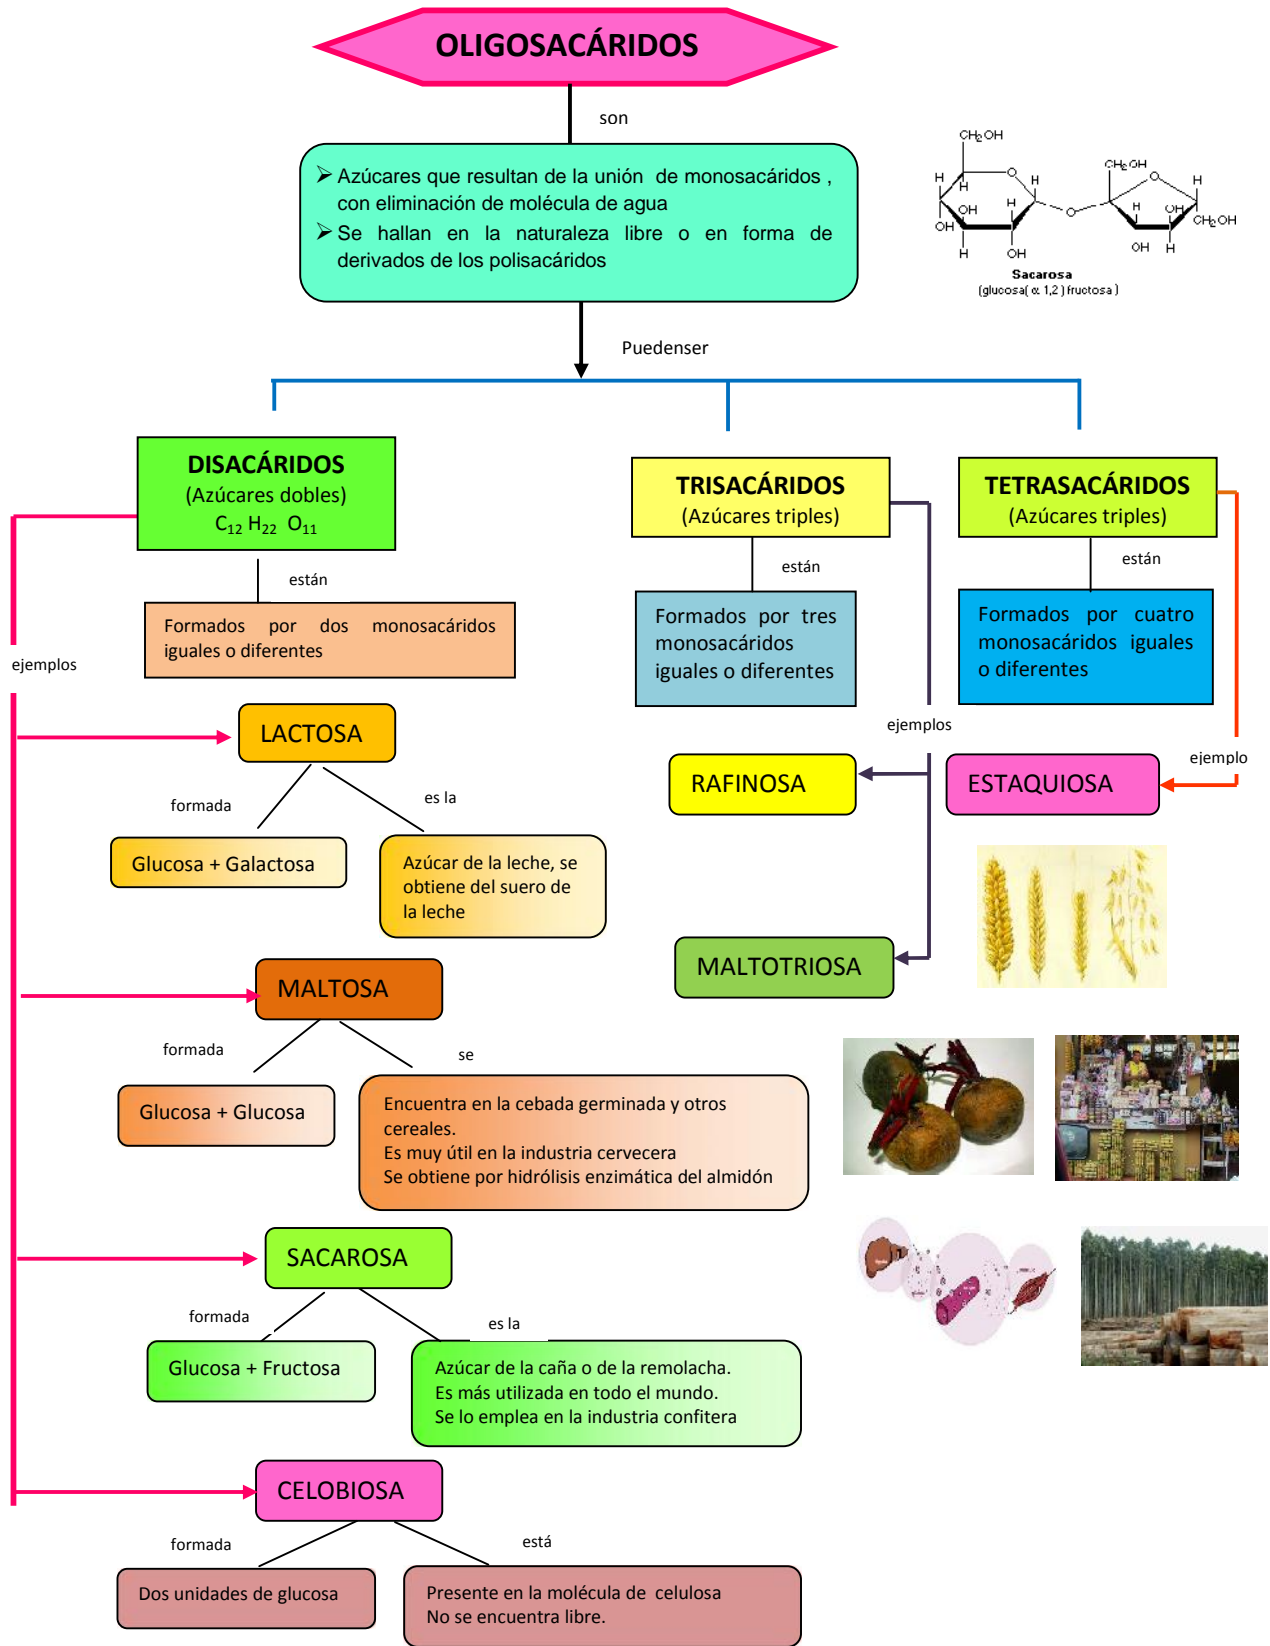 OLIGOSACÁRIDOS
son
➢ Azúcares que resultan de la unión de monosacáridos ,
con eliminación de molécula de agua
➢ Se hallan en la naturaleza libre o en forma de
derivados de los polisacáridos
CH₂OH
H
O
H
H
OH
H
OH
H
OH
O
CH₂OH
O
H
H
OH
CH₂OH
OH
H
Sacarosa
(glucosa( α 1,2 ) fructosa )
Puedenser
DISACÁRIDOS
(Azúcares dobles)
C₁₂ H₂₂ O₁₁
están
Formados por dos monosacáridos
iguales o diferentes
TRISACÁRIDOS
(Azúcares triples)
están
Formados por tres
monosacáridos
iguales o diferentes
TETRASACÁRIDOS
(Azúcares triples)
están
Formados por cuatro
monosacáridos iguales
o diferentes
ejemplos
ejemplos
ejemplo
LACTOSA
formada
es la
Glucosa + Galactosa
Azúcar de la leche, se
obtiene del suero de
la leche
RAFINOSA
ESTAQUIOSA
MALTOTRIOSA
MALTOSA
formada
se
Glucosa + Glucosa
Encuentra en la cebada germinada y otros
cereales.
Es muy útil en la industria cervecera
Se obtiene por hidrólisis enzimática del almidón
SACAROSA
formada
es la
Glucosa + Fructosa
Azúcar de la caña o de la remolacha.
Es más utilizada en todo el mundo.
Se lo emplea en la industria confitera
CELOBIOSA
formada
está
Dos unidades de glucosa
Presente en la molécula de celulosa
No se encuentra libre.